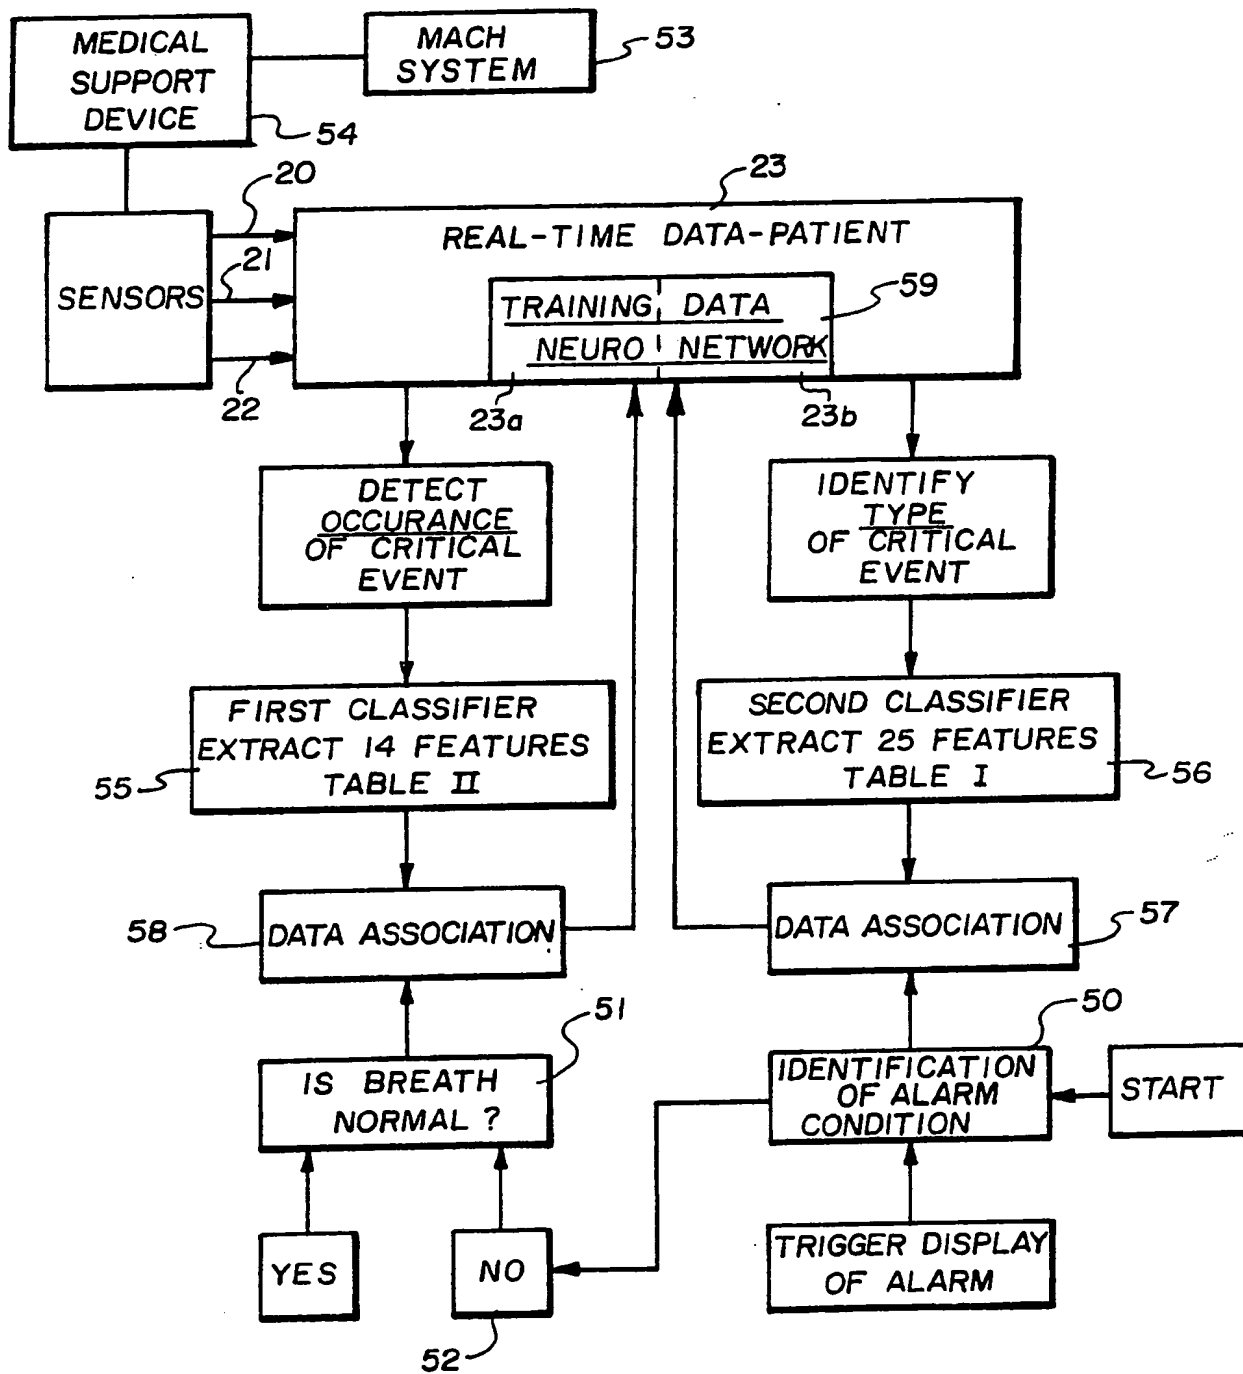 MEDICAL
SUPPORT
DEVICE
54
MACH
SYSTEM
53
SENSORS
20
21
22
23
REAL-TIME DATA-PATIENT
TRAINING DATA
NEURO NETWORK
59
23a
23b
DETECT
OCCURANCE
OF CRITICAL
EVENT
IDENTIFY
TYPE
OF CRITICAL
EVENT
FIRST CLASSIFIER
EXTRACT 14 FEATURES
TABLE II
55
SECOND CLASSIFIER
EXTRACT 25 FEATURES
TABLE I
56
58
DATA ASSOCIATION
DATA ASSOCIATION
57
51
IS BREATH
NORMAL ?
50
IDENTIFICATION
OF ALARM
CONDITION
START
YES
NO
52
TRIGGER DISPLAY
OF ALARM